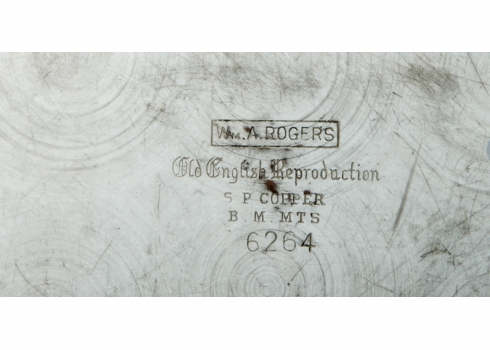 Wm. A. ROGERS
Old English Reproduction
S P COPPER
B. M. MTS
6264